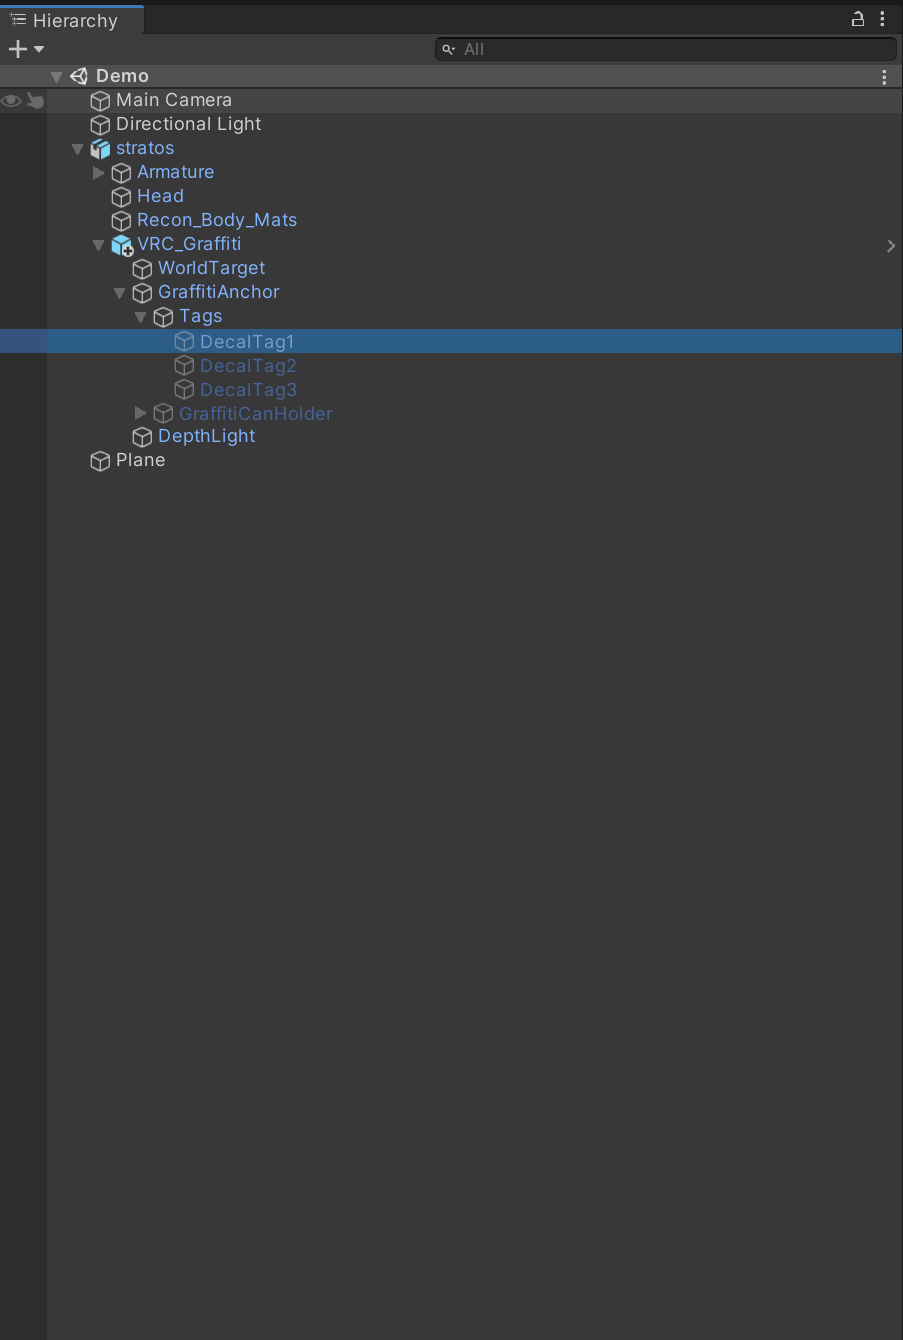 Hierarchy
All
Demo
Main Camera
Directional Light
stratos
Armature
Head
Recon_Body_Mats
VRC_Graffiti
WorldTarget
GraffitiAnchor
Tags
DecalTag1
DecalTag2
DecalTag3
GraffitiCanHolder
DepthLight
Plane